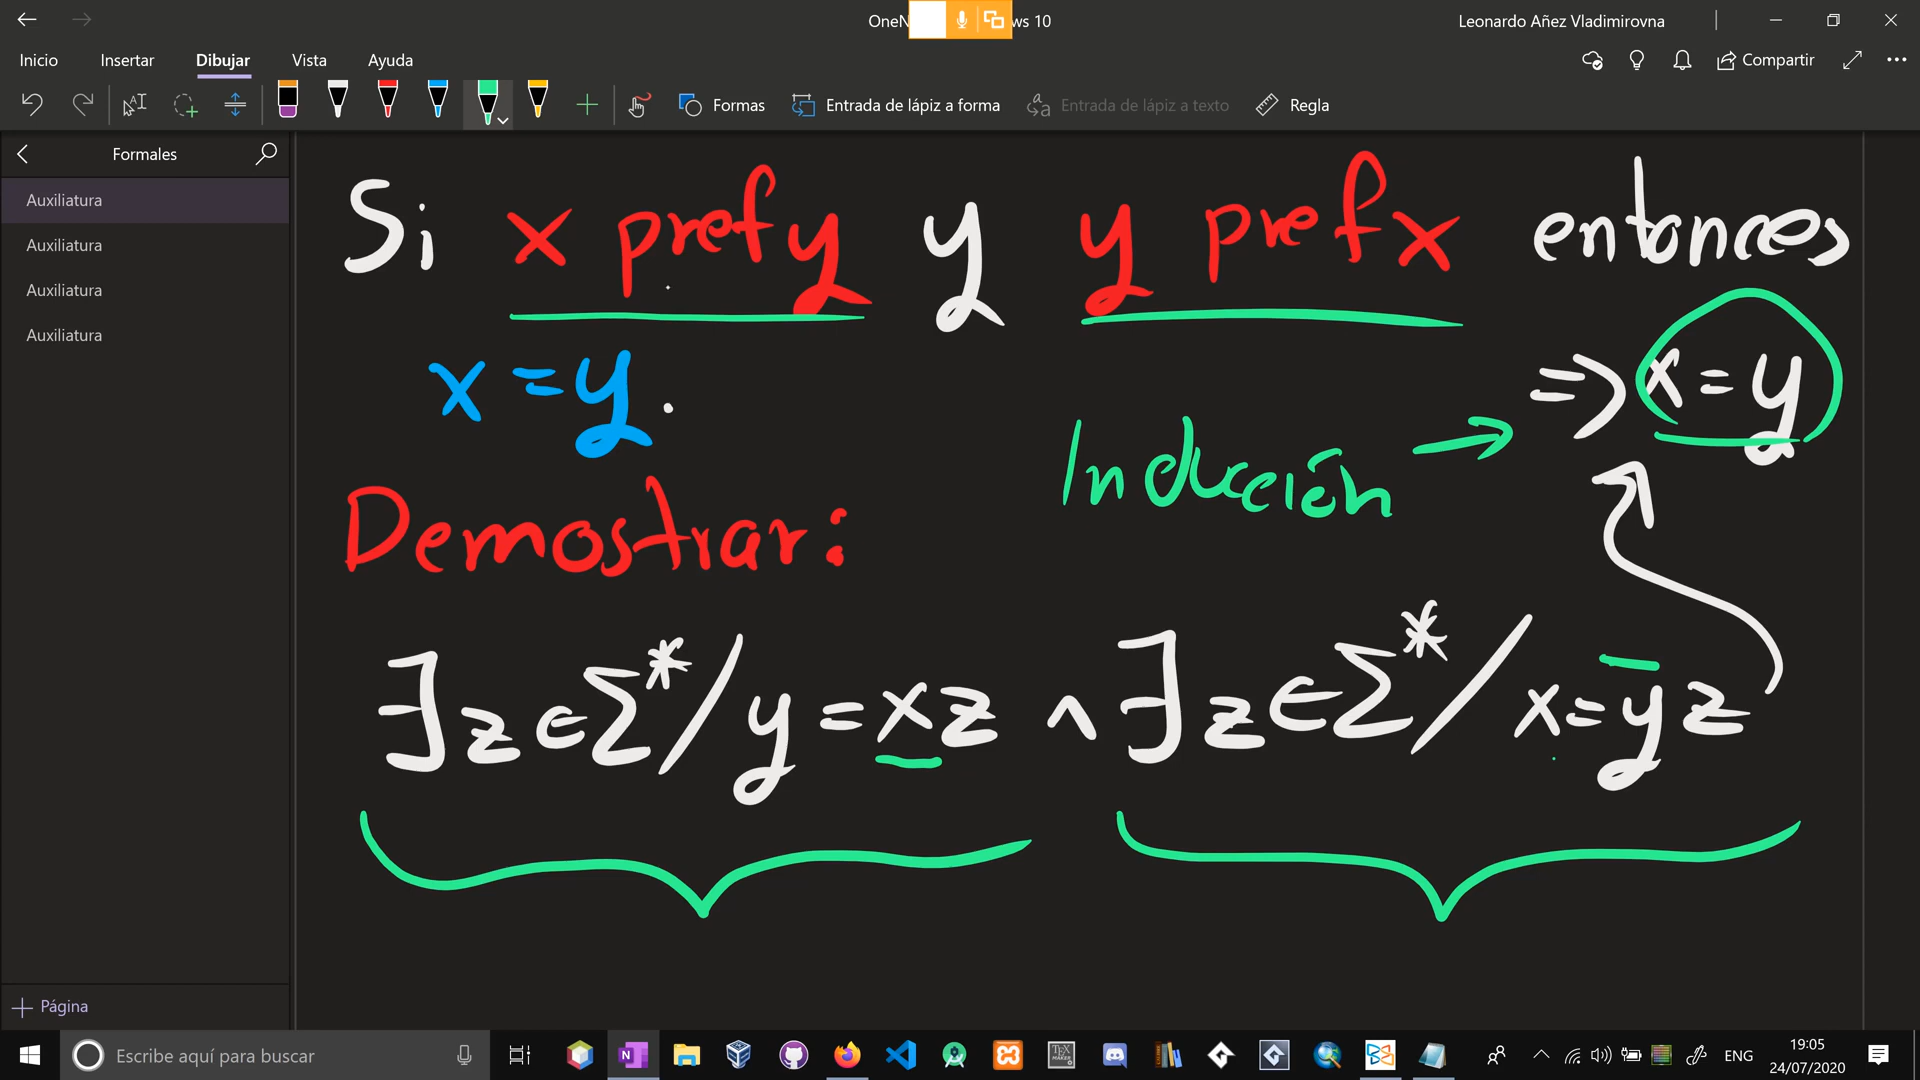 OneN
ws 10
Leonardo Añez Vladimirovna
Inicio Insertar Dibujar Vista Ayuda
Compartir
Formas Entrada de lápiz a forma Entrada de lápiz a texto Regla
Formales
Auxiliatura
Auxiliatura
Auxiliatura
Auxiliatura
Página
Si x pref y y y pref x entonces
x = y .
=> x = y
Inducción →
Demostrar:
∃ z ∈ Σ* / y = xz ∧ ∃ z ∈ Σ* / x = yz
Escribe aquí para buscar
ENG
19:05
24/07/2020